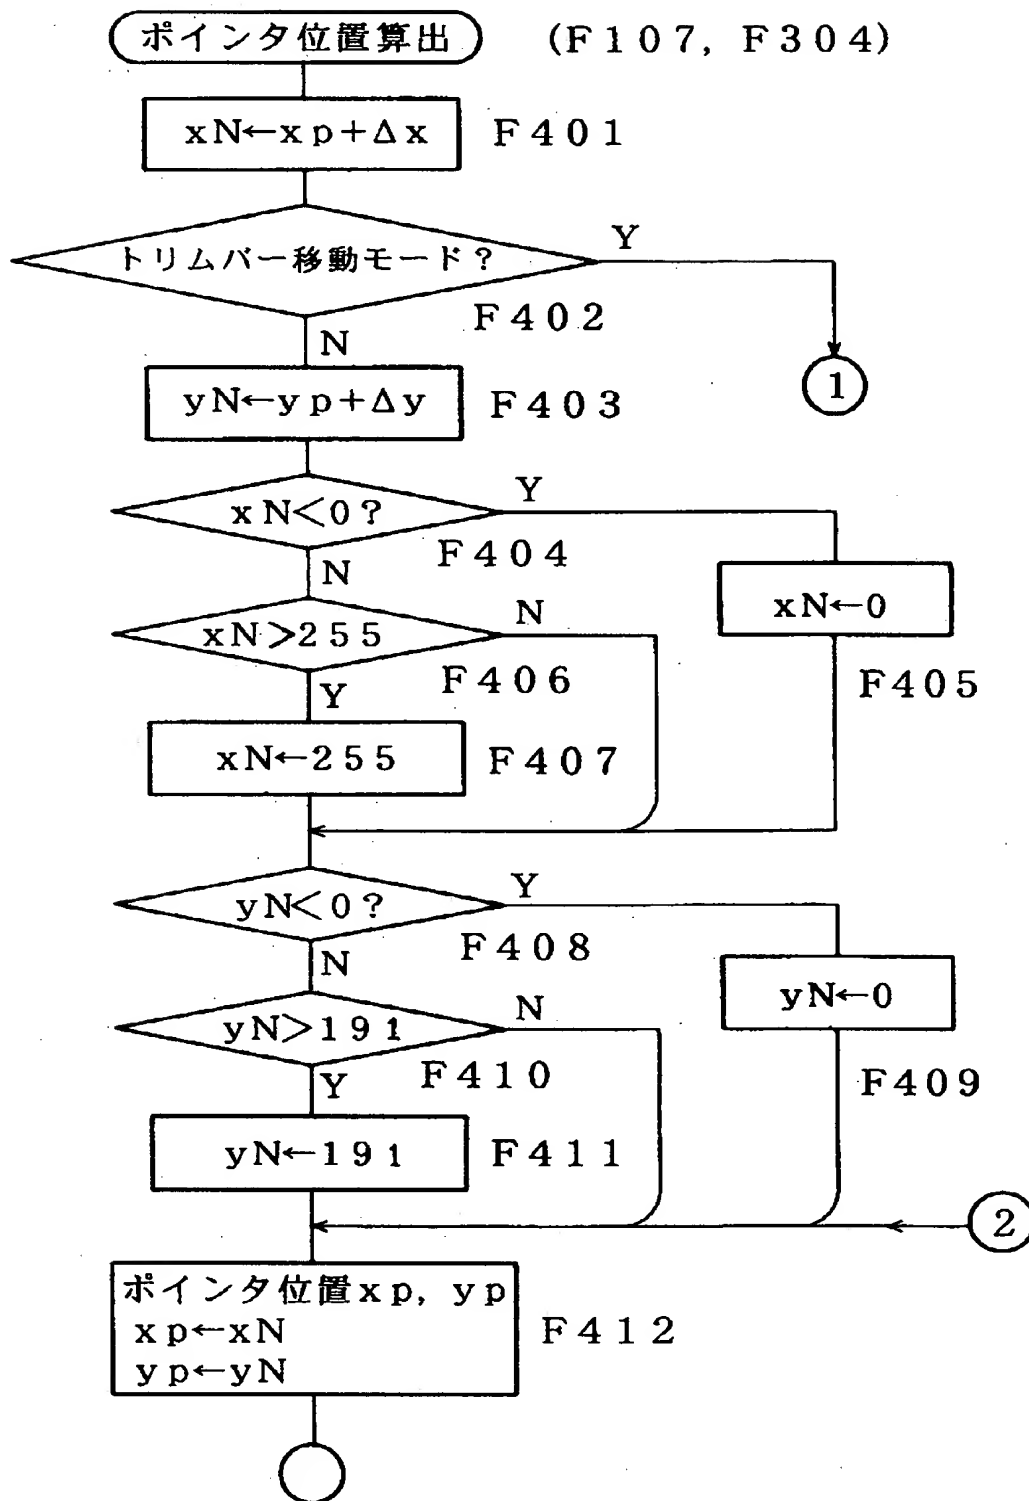 ポインタ位置算出 (F107, F304)
xN←xp+Δx F401
トリムバー移動モード? Y
F402
N
1
yN←yp+Δy F403
xN<0? Y
F404
N
xN←0
xN>255 N
F406 F405
Y
xN←255 F407
yN<0? Y
F408
N
yN←0
yN>191 N
F410 F409
Y
yN←191 F411
2
ポインタ位置xp, yp
xp←xN F412
yp←yN